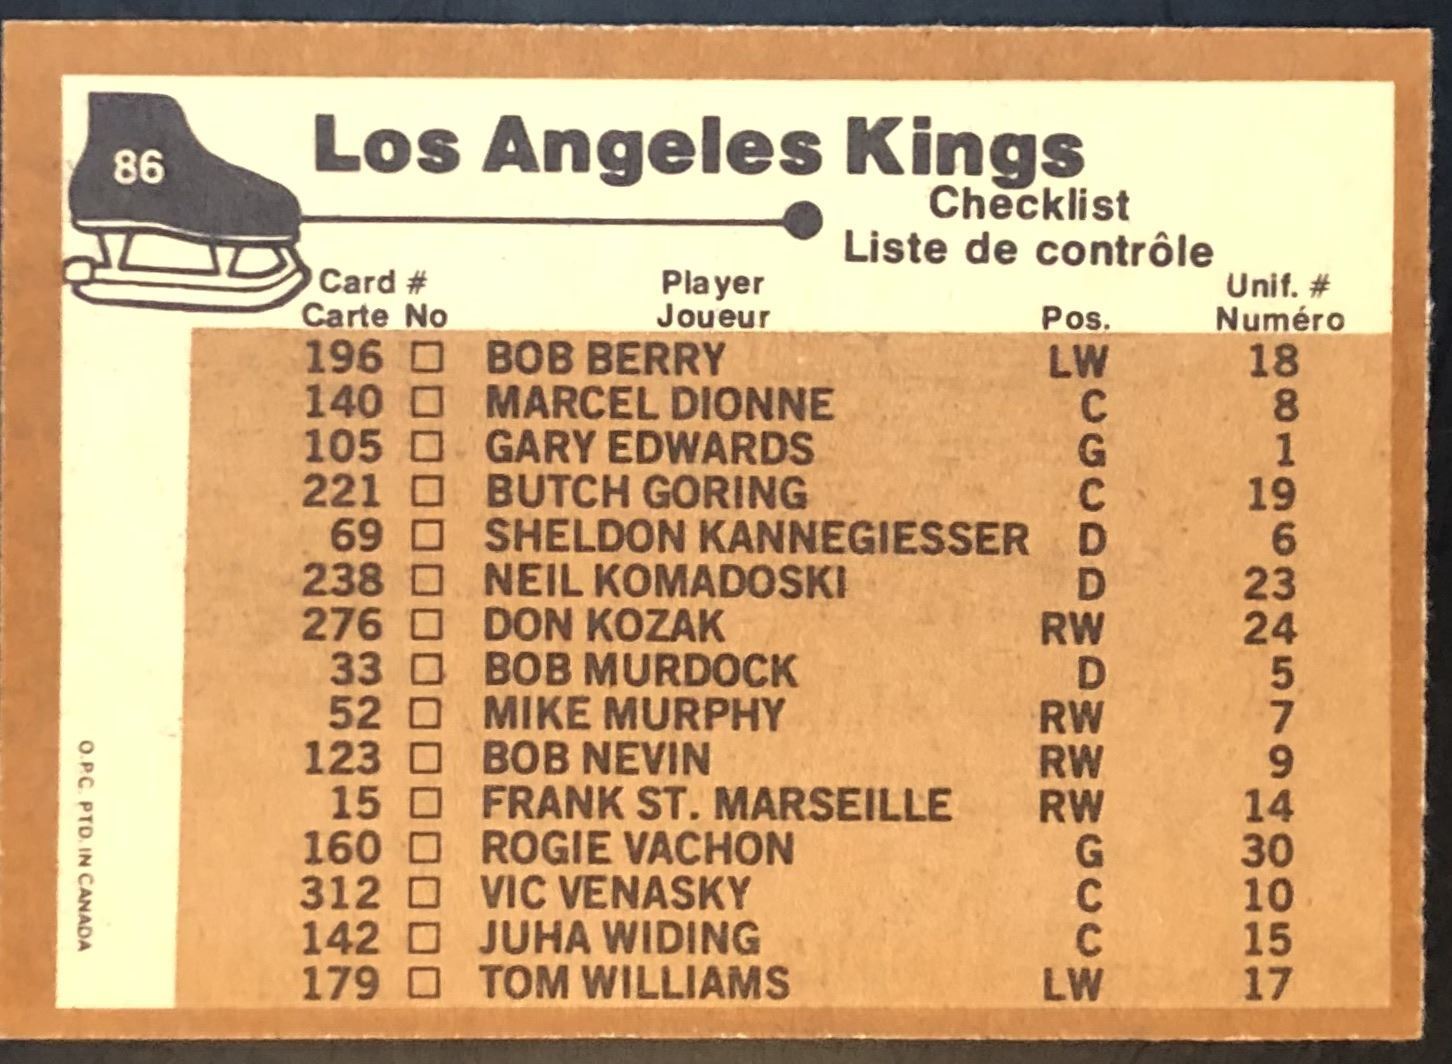 86
Los Angeles Kings
Checklist
Liste de contrôle
Card # Player Unif. #
Carte No Joueur Pos. Numéro
196 □ BOB BERRY LW 18
140 □ MARCEL DIONNE C 8
105 □ GARY EDWARDS G 1
221 □ BUTCH GORING C 19
69 □ SHELDON KANNEGIESSER D 6
238 □ NEIL KOMADOSKI D 23
276 □ DON KOZAK RW 24
33 □ BOB MURDOCK D 5
52 □ MIKE MURPHY RW 7
123 □ BOB NEVIN RW 9
15 □ FRANK ST. MARSEILLE RW 14
160 □ ROGIE VACHON G 30
312 □ VIC VENASKY C 10
142 □ JUHA WIDING C 15
179 □ TOM WILLIAMS LW 17
O.P.C. PTD. IN CANADA